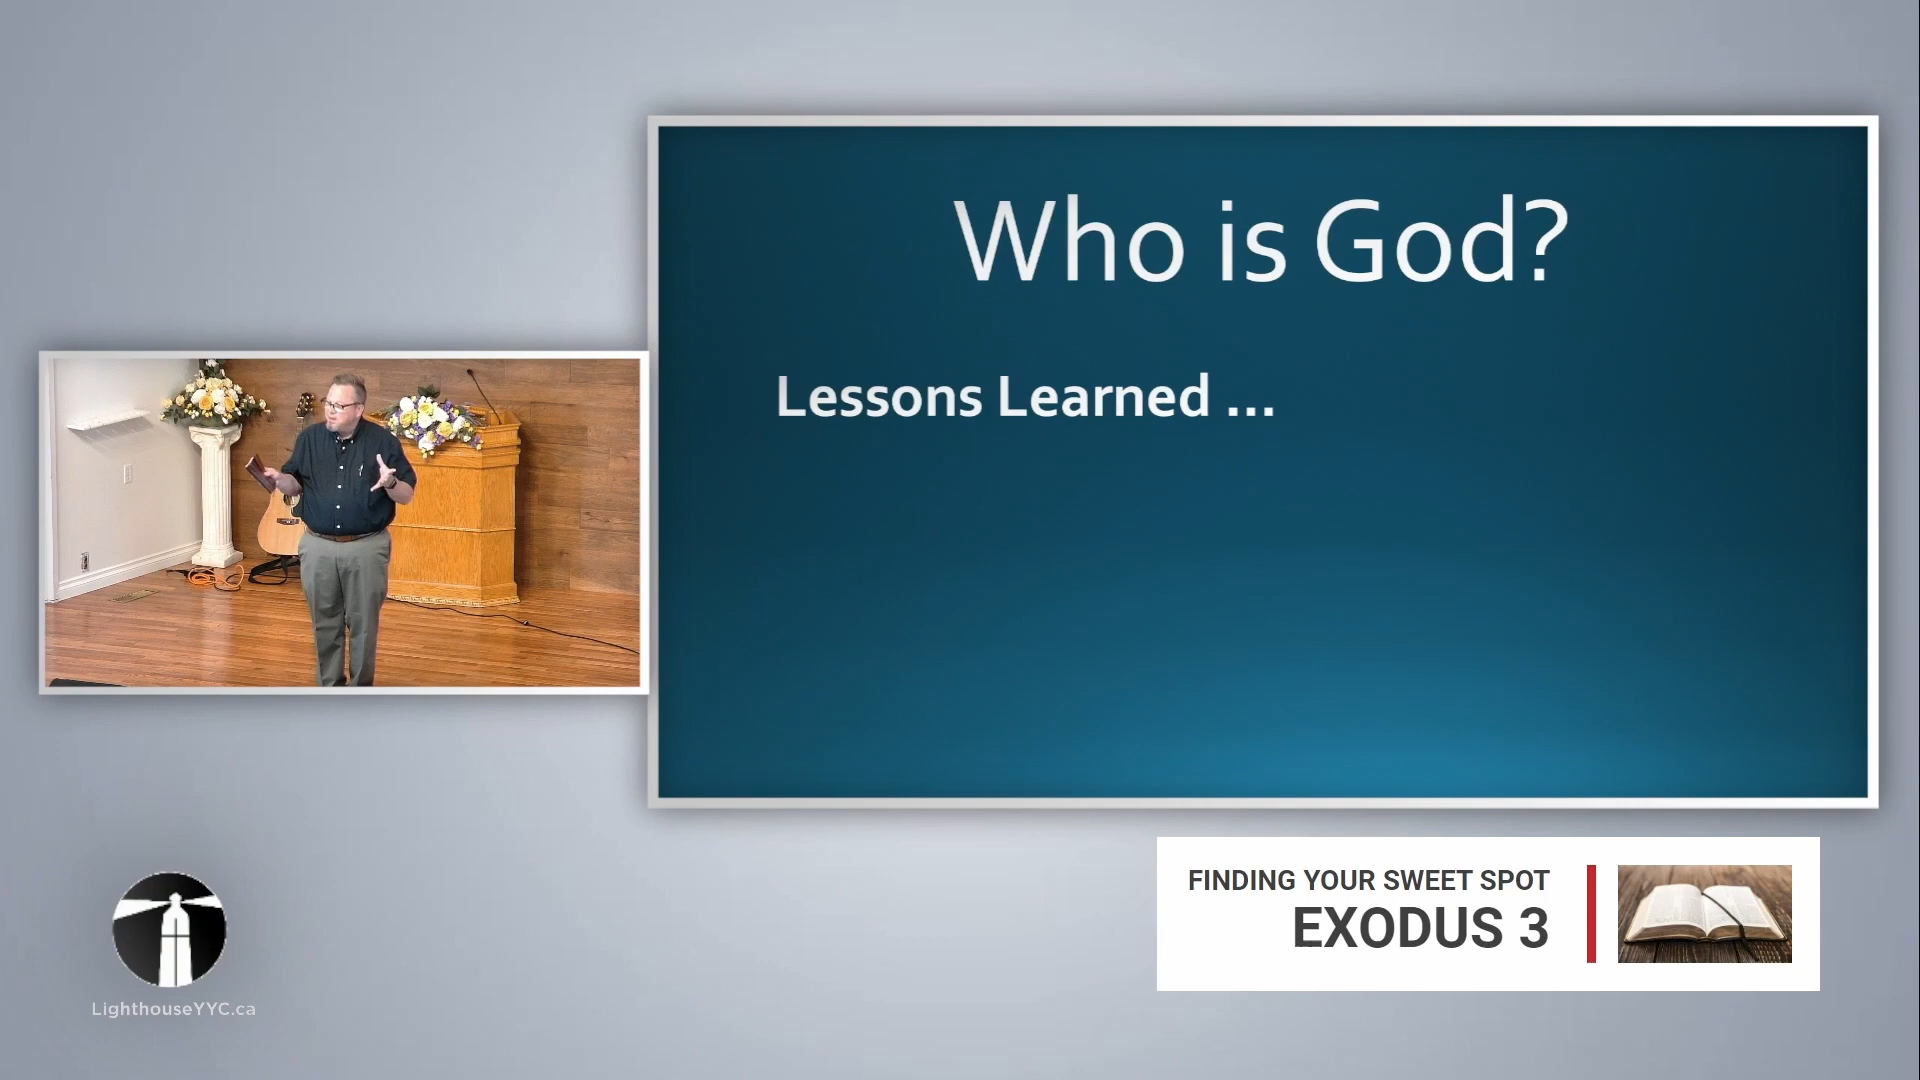 Who is God?
Lessons Learned ...
FINDING YOUR SWEET SPOT
EXODUS 3
LighthouseYYC.ca